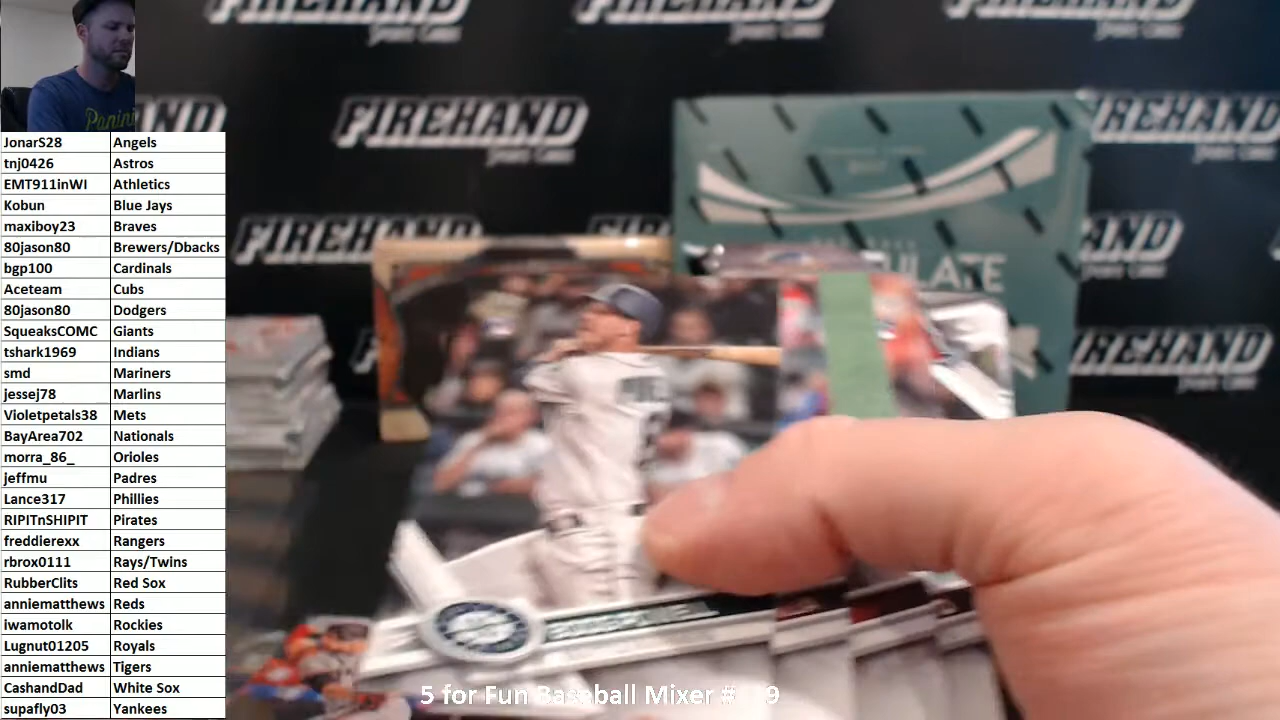 FIREHAND
FIREHAND
FIREHAND
Sports Cards
FIREHAND
FIREHAND
FIREHAND
Panini
JonarS28 Angels
tnj0426 Astros
EMT911inWI Athletics
Kobun Blue Jays
maxiboy23 Braves
80jason80 Brewers/Dbacks
bgp100 Cardinals
Aceteam Cubs
80jason80 Dodgers
SqueaksCOMC Giants
tshark1969 Indians
smd Mariners
jessej78 Marlins
Violetpetals38 Mets
BayArea702 Nationals
morra_86_ Orioles
jeffmu Padres
Lance317 Phillies
RIPITnSHIPIT Pirates
freddierexx Rangers
rbrox0111 Rays/Twins
RubberClits Red Sox
anniematthews Reds
iwamotolk Rockies
Lugnut01205 Royals
anniematthews Tigers
CashandDad White Sox
supafly03 Yankees
5 for Fun Baseball Mixer #